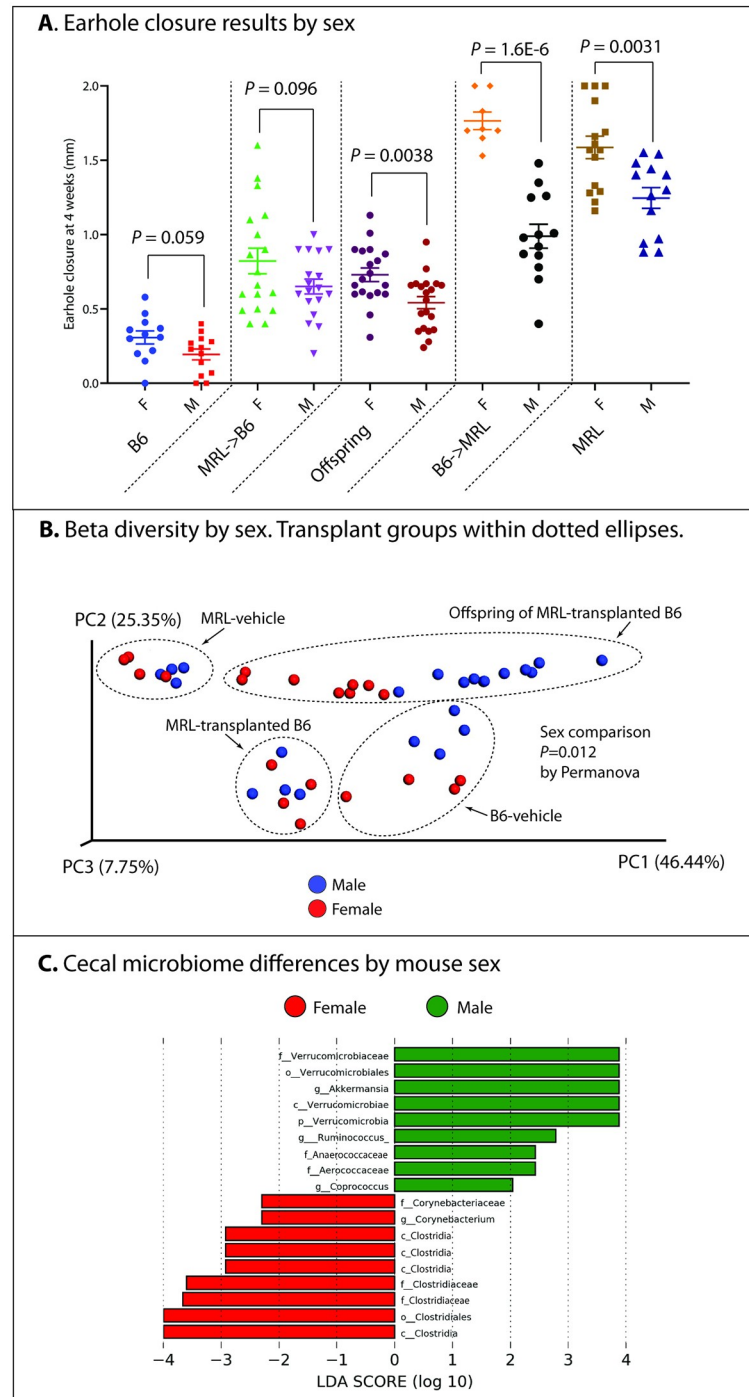 A. Earhole closure results by sex
P = 1.6E-6
P = 0.0031
P = 0.096
P = 0.0038
P = 0.059
Earhole closure at 4 weeks (mm)
2.0
1.5
1.0
0.5
0.0
F M F M F M F M F M
B6 MRL->B6 Offspring B6->MRL MRL
B. Beta diversity by sex. Transplant groups within dotted ellipses.
PC2 (25.35%)
MRL-vehicle
Offspring of MRL-transplanted B6
MRL-transplanted B6
Sex comparison
P=0.012
by Permanova
B6-vehicle
PC3 (7.75%)
PC1 (46.44%)
Male
Female
C. Cecal microbiome differences by mouse sex
Female Male
f__Verrucomicrobiaceae
o__Verrucomicrobiales
g__Akkermansia
c__Verrucomicrobiae
p__Verrucomicrobia
g___Ruminococcus_
f_Anaerococcaceae
f__Aerococcaceae
g__Coprococcus
f__Corynebacteriaceae
g__Corynebacterium
c_Clostridia
c_Clostridia
c_Clostridia
f__Clostridiaceae
f_Clostridiaceae
o__Clostridiales
c__Clostridia
−4 −3 −2 −1 0 1 2 3 4
LDA SCORE (log 10)